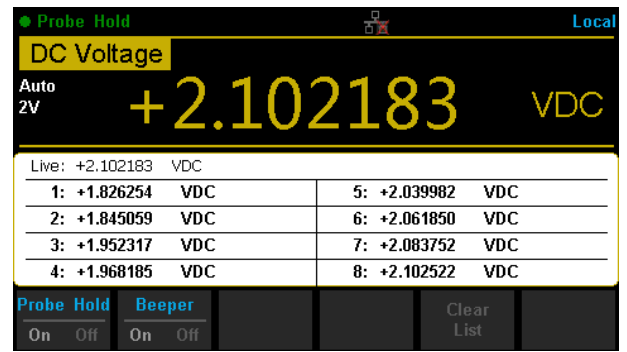 Probe Hold Local
DC Voltage
Auto
2V
+2.102183 VDC
Live: +2.102183 VDC
1: +1.826254 VDC 5: +2.039982 VDC
2: +1.845059 VDC 6: +2.061850 VDC
3: +1.952317 VDC 7: +2.083752 VDC
4: +1.968185 VDC 8: +2.102522 VDC
Probe Hold Beeper Clear
On Off On Off List